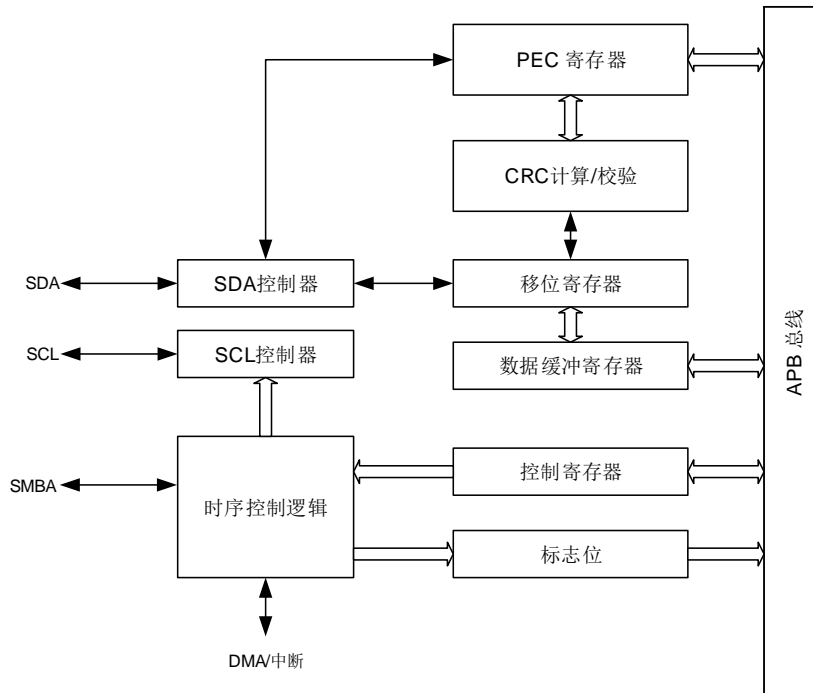 PEC 寄存器
CRC计算/校验
SDA
SDA控制器
移位寄存器
SCL
SCL控制器
数据缓冲寄存器
APB 总线
SMBA
时序控制逻辑
控制寄存器
标志位
DMA/中断